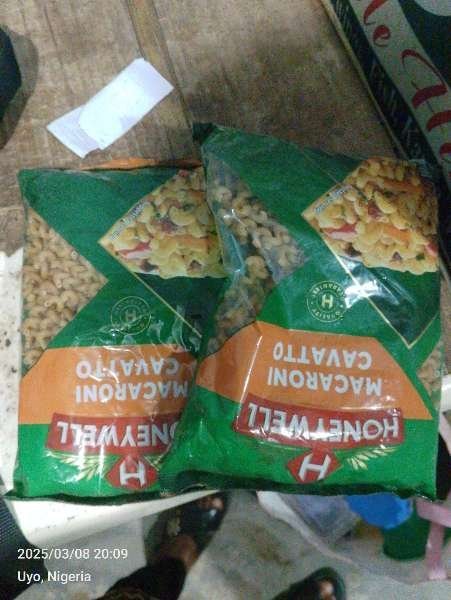 HONEYWELL
MACARONI
CAVATTO
H
HONEYWELL
MACARONI
CAVATTO
H
2025/03/08 20:09
Uyo, Nigeria